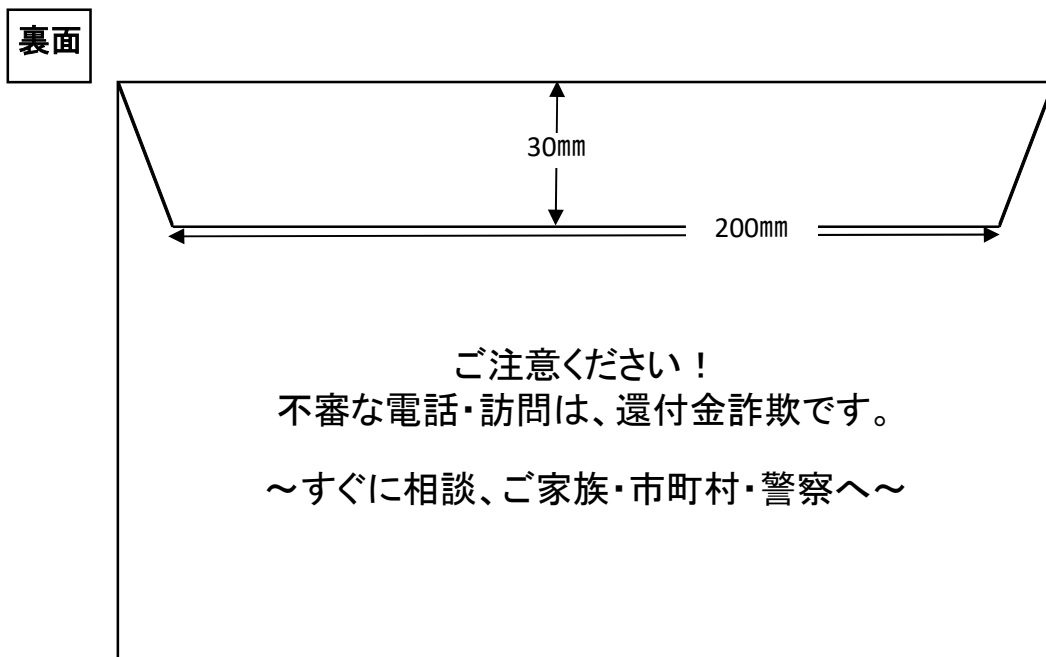 裏面
30㎜
200㎜
ご注意ください！
不審な電話・訪問は、還付金詐欺です。
～すぐに相談、ご家族・市町村・警察へ～